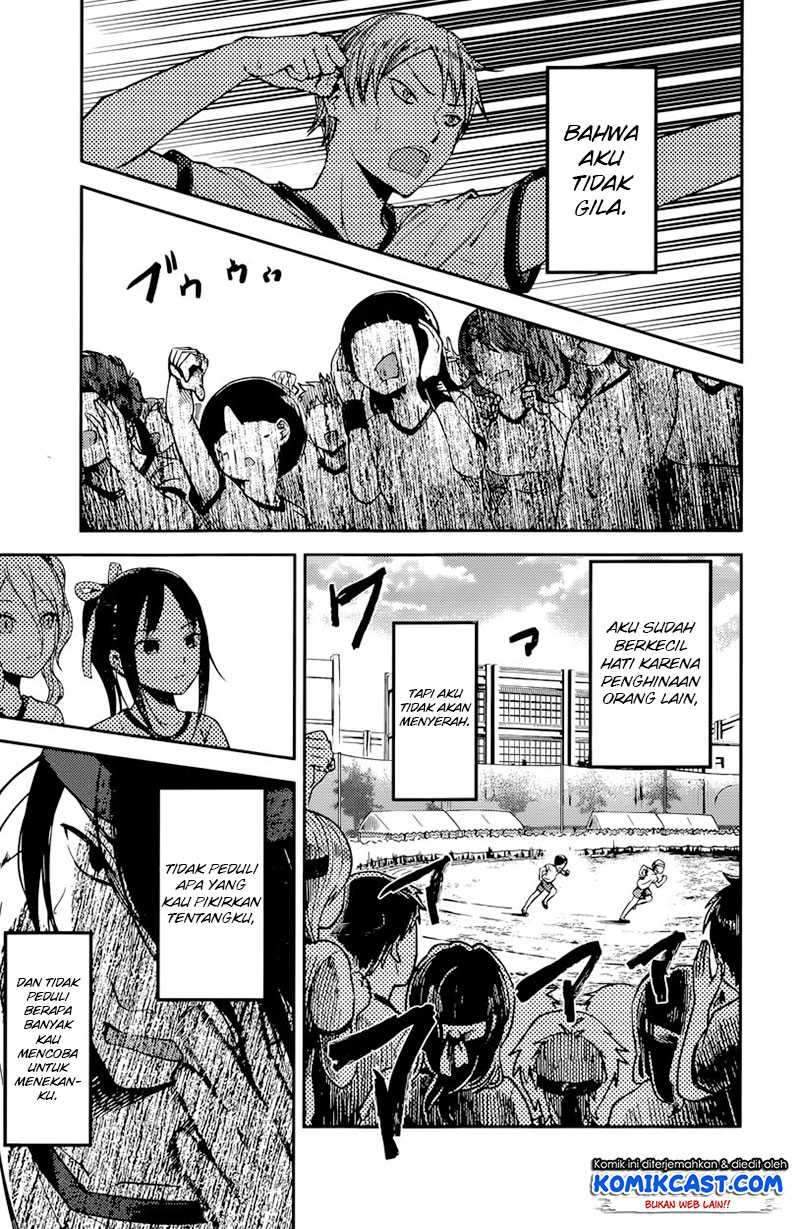 BAHWA
AKU
TIDAK
GILA.
ブゥゥゥ
AKU SUDAH
BERKECIL
HATI KARENA
PENGHINAAN
ORANG LAIN,
TAPI AKU
TIDAK AKAN
MENYERAH.
ワァ
ワァァ
TIDAK PEDULI
APA YANG
KAU PIKIRKAN
TENTANGKU,
DAN TIDAK
PEDULI
BERAPA
BANYAK
KAU
MENCOBA
UNTUK
MENEKAN-
KU.
Komik ini diterjemahkan & diedit oleh
KOMIKCAST.COM
BUKAN WEB LAIN!!